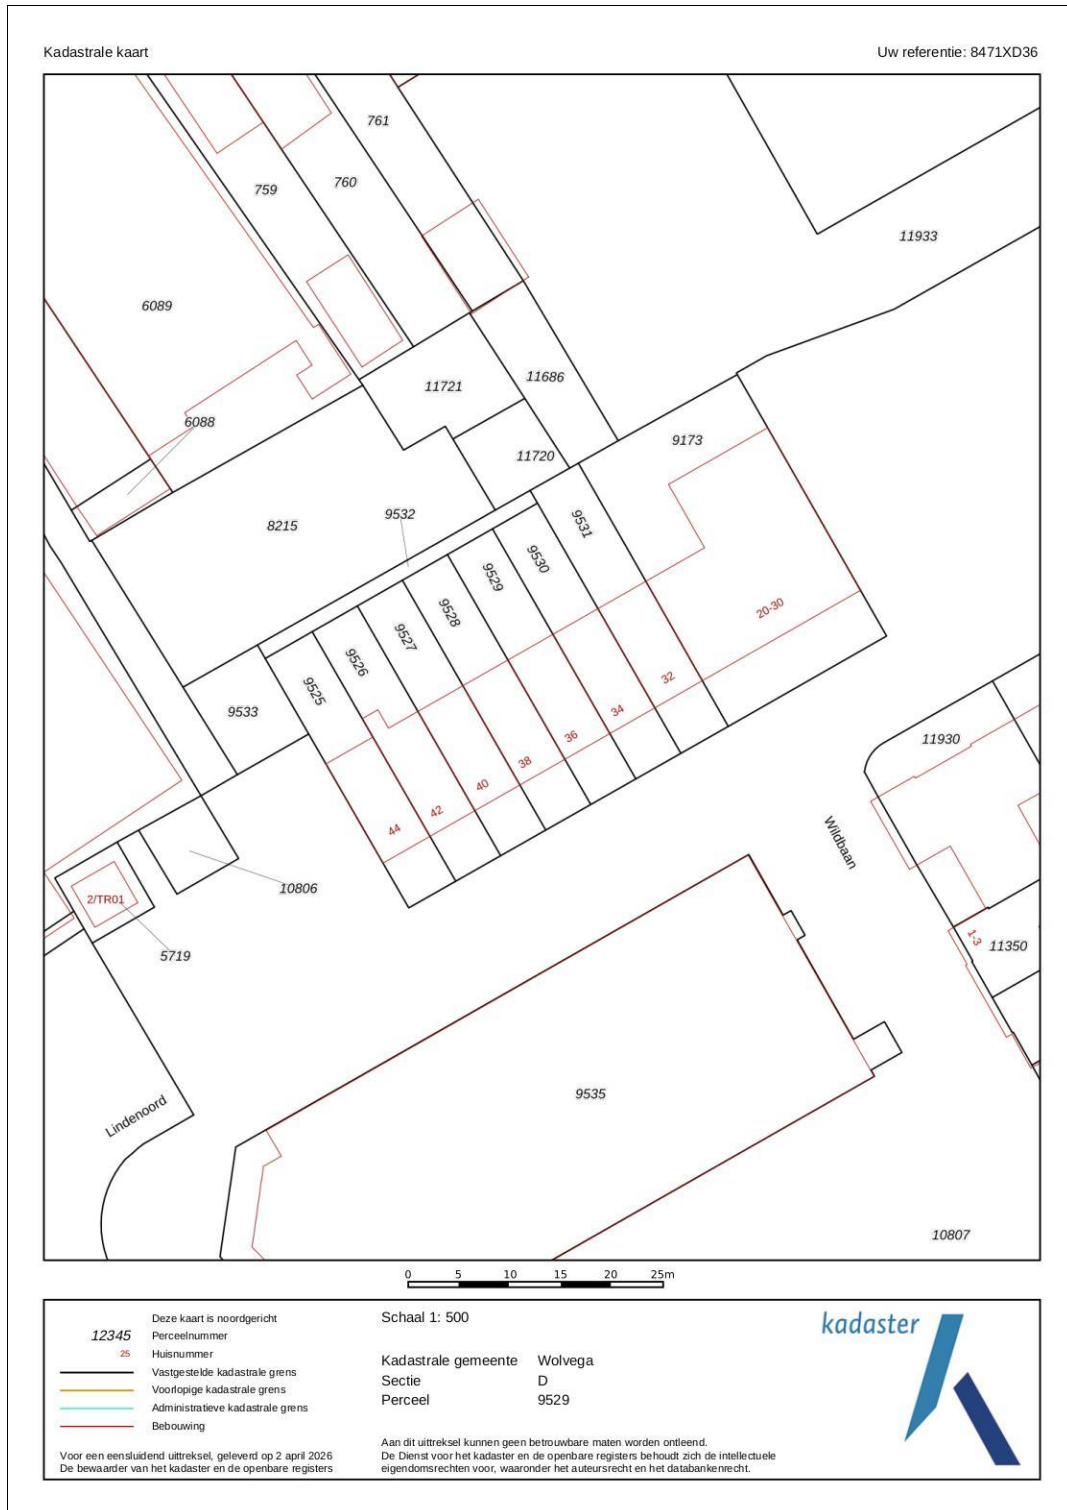 Kadastrale kaart
Uw referentie: 8471XD36
761
759
760
11933
6089
11721
11686
6088
9173
11720
8215
9532
9531
9530
9529
9528
9527
9526
9525
20-30
9533
32
34
36
38
40
42
44
11930
Wildbaan
10806
2/TR01
5719
1-3
11350
9535
Lindenoord
10807
0 5 10 15 20 25m
Deze kaart is noordgericht
12345 Perceelnummer
25 Huisnummer
Vastgestelde kadastrale grens
Voorlopige kadastrale grens
Administratieve kadastrale grens
Bebouwing
Voor een eensluidend uittreksel, geleverd op 2 april 2026
De bewaarder van het kadaster en de openbare registers
Schaal 1: 500
Kadastrale gemeente Wolvega
Sectie D
Perceel 9529
Aan dit uittreksel kunnen geen betrouwbare maten worden ontleend.
De Dienst voor het kadaster en de openbare registers behoudt zich de intellectuele
eigendomsrechten voor, waaronder het auteursrecht en het databankenrecht.
kadaster